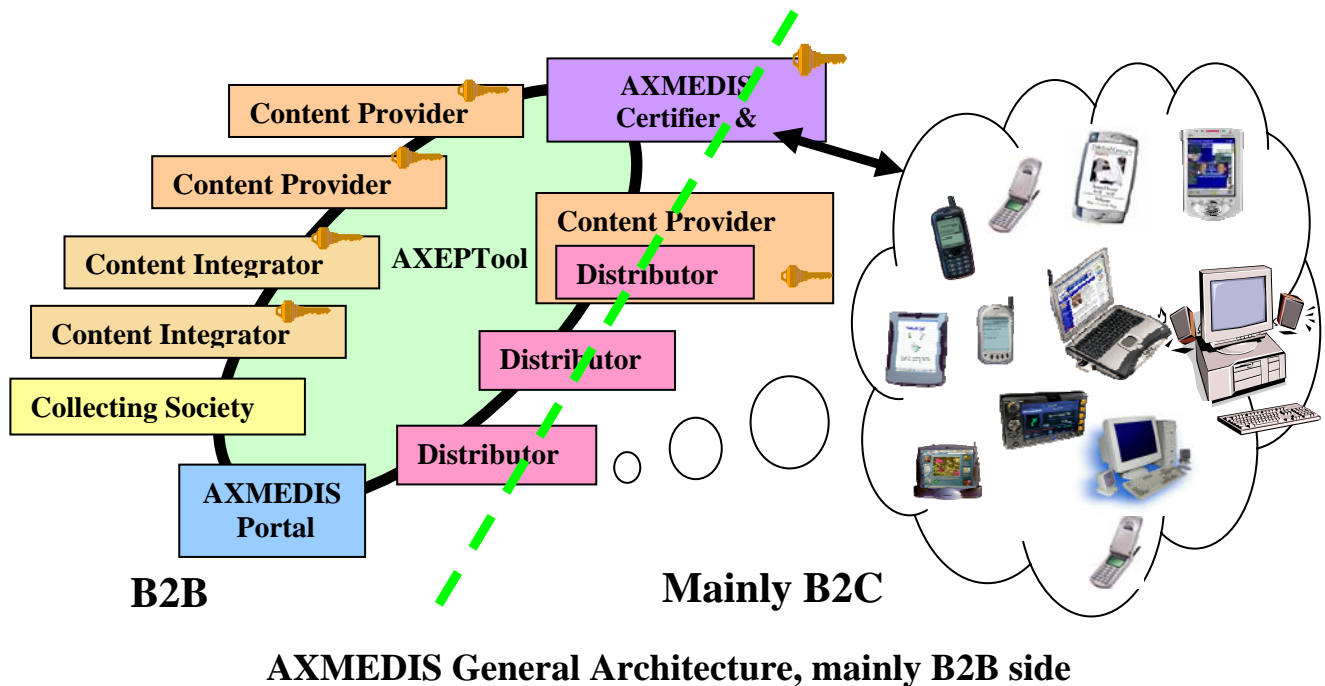 AXMEDIS
Certifier &
Content Provider
Content Provider
Content Provider
Distributor
Content Integrator
AXEPTool
Content Integrator
Distributor
Collecting Society
Distributor
AXMEDIS
Portal
B2B
Mainly B2C
AXMEDIS General Architecture, mainly B2B side